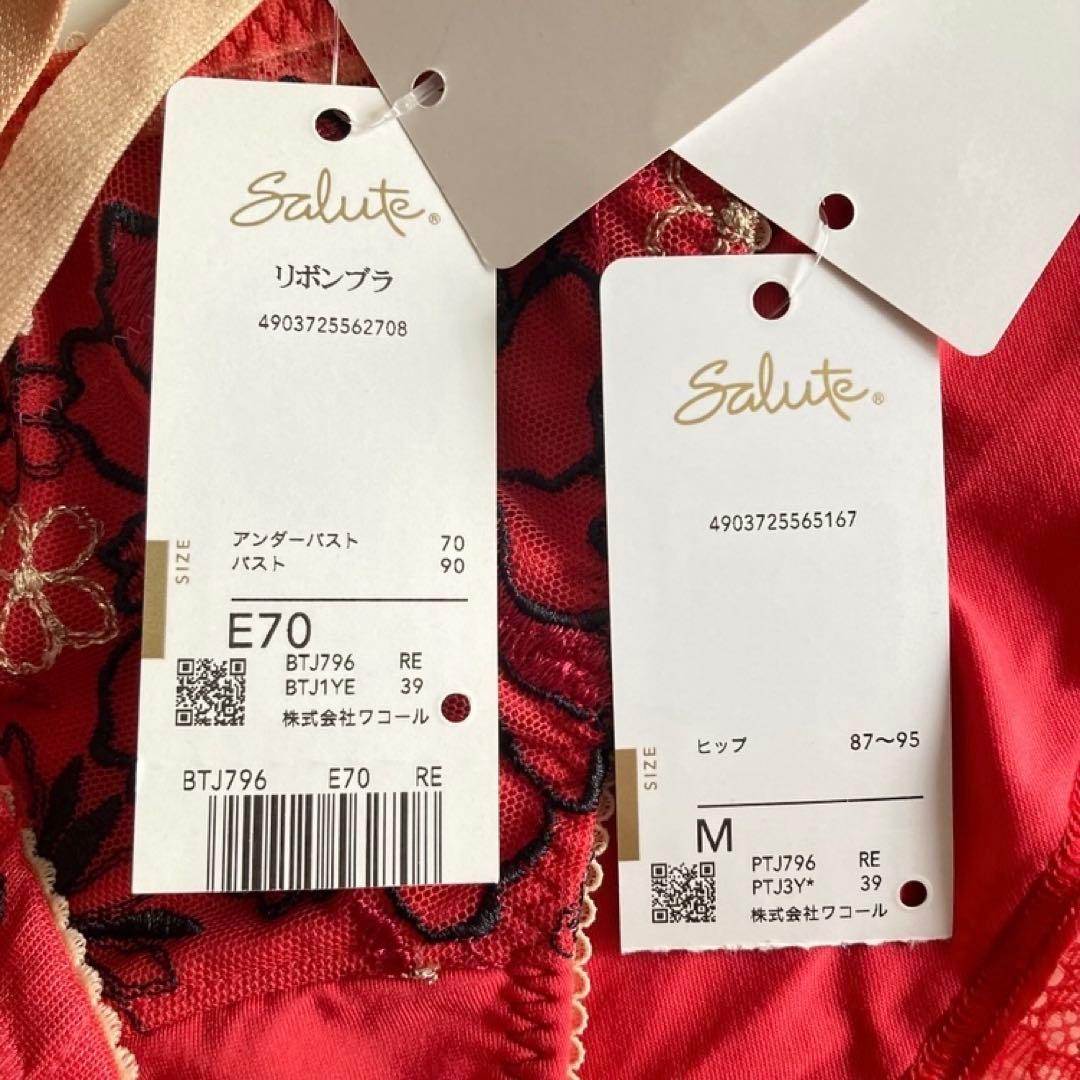 Salute®
リボンブラ
4903725562708
SIZE
アンダーバスト 70
バスト 90
E70
BTJ796 RE
BTJ1YE 39
株式会社ワコール
BTJ796 E70 RE
Salute®
4903725565167
SIZE
ヒップ 87〜95
M
PTJ796 RE
PTJ3Y* 39
株式会社ワコール